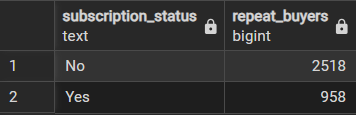 subscription_status repeat_buyers
text bigint
1 No 2518
2 Yes 958